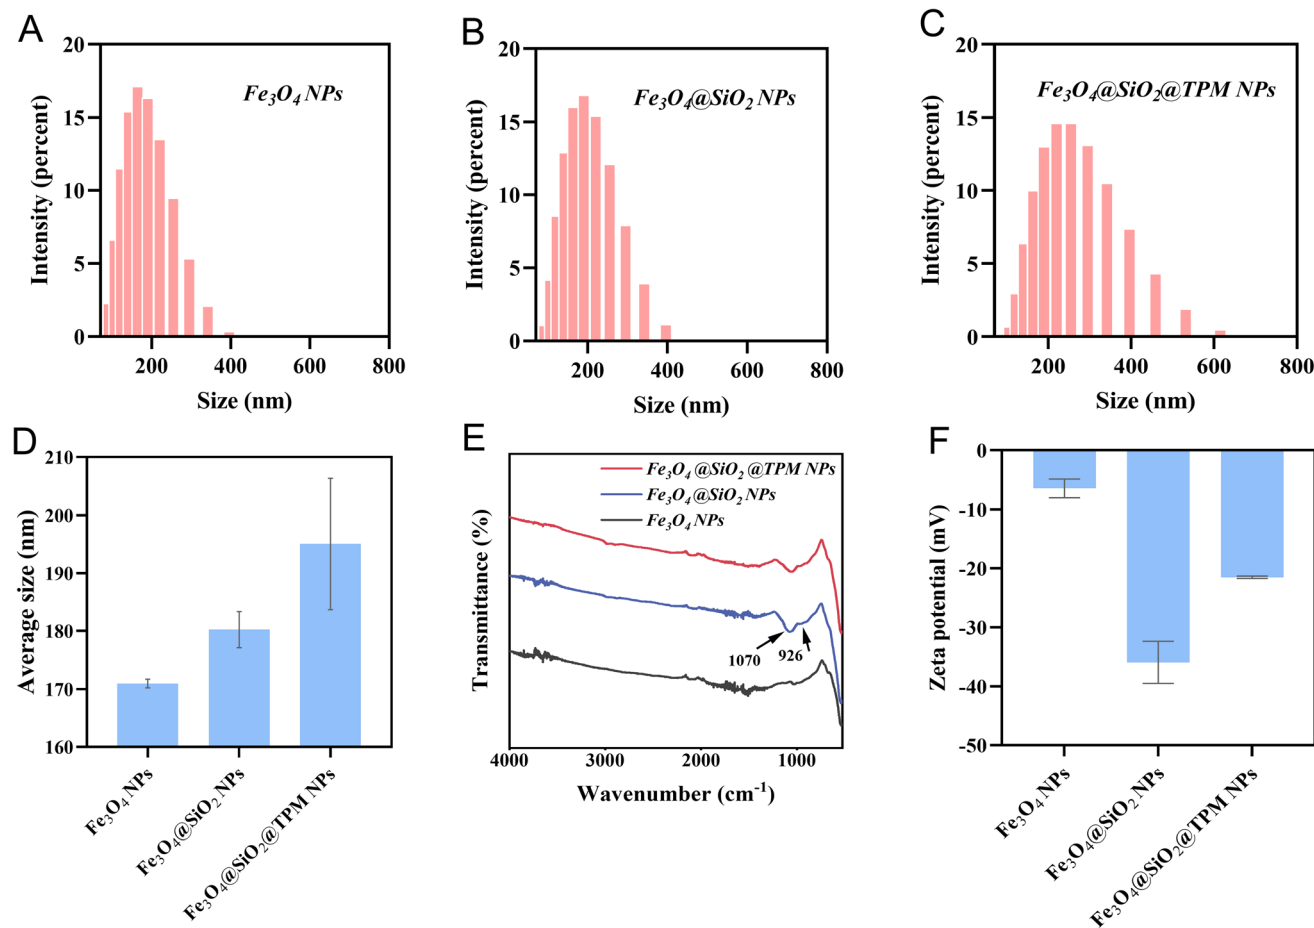 A
Fe₃O₄ NPs
Intensity (percent)
20
15
10
5
0
200
400
600
800
Size (nm)
B
Fe₃O₄@SiO₂ NPs
Intensity (percent)
20
15
10
5
0
200
400
600
800
Size (nm)
C
Fe₃O₄@SiO₂@TPM NPs
Intensity (percent)
20
15
10
5
0
200
400
600
800
Size (nm)
D
Average size (nm)
210
200
190
180
170
160
Fe₃O₄ NPs
Fe₃O₄@SiO₂ NPs
Fe₃O₄@SiO₂@TPM NPs
E
Fe₃O₄@SiO₂@TPM NPs
Fe₃O₄@SiO₂ NPs
Fe₃O₄ NPs
Transmittance (%)
1070
926
4000
3000
2000
1000
Wavenumber (cm⁻¹)
F
Zeta potential (mV)
0
-10
-20
-30
-40
-50
Fe₃O₄ NPs
Fe₃O₄@SiO₂ NPs
Fe₃O₄@SiO₂@TPM NPs